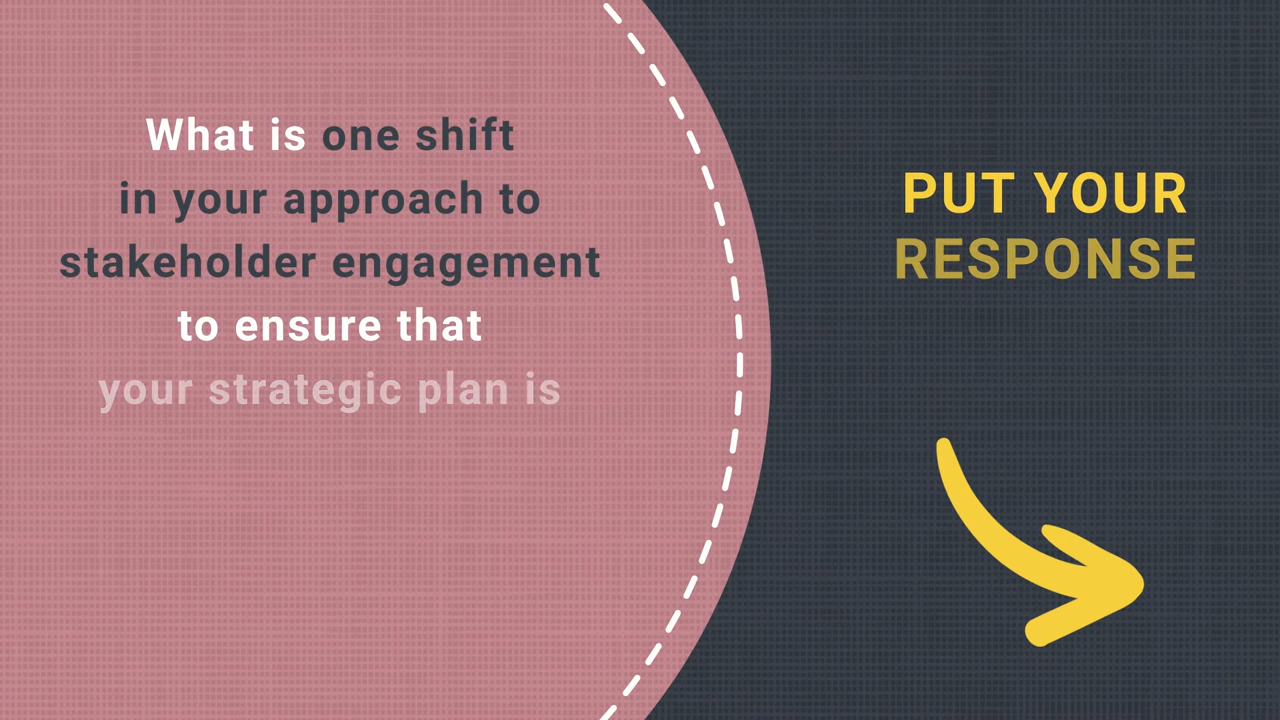 What is one shift
in your approach to
stakeholder engagement
to ensure that
your strategic plan is
PUT YOUR
RESPONSE